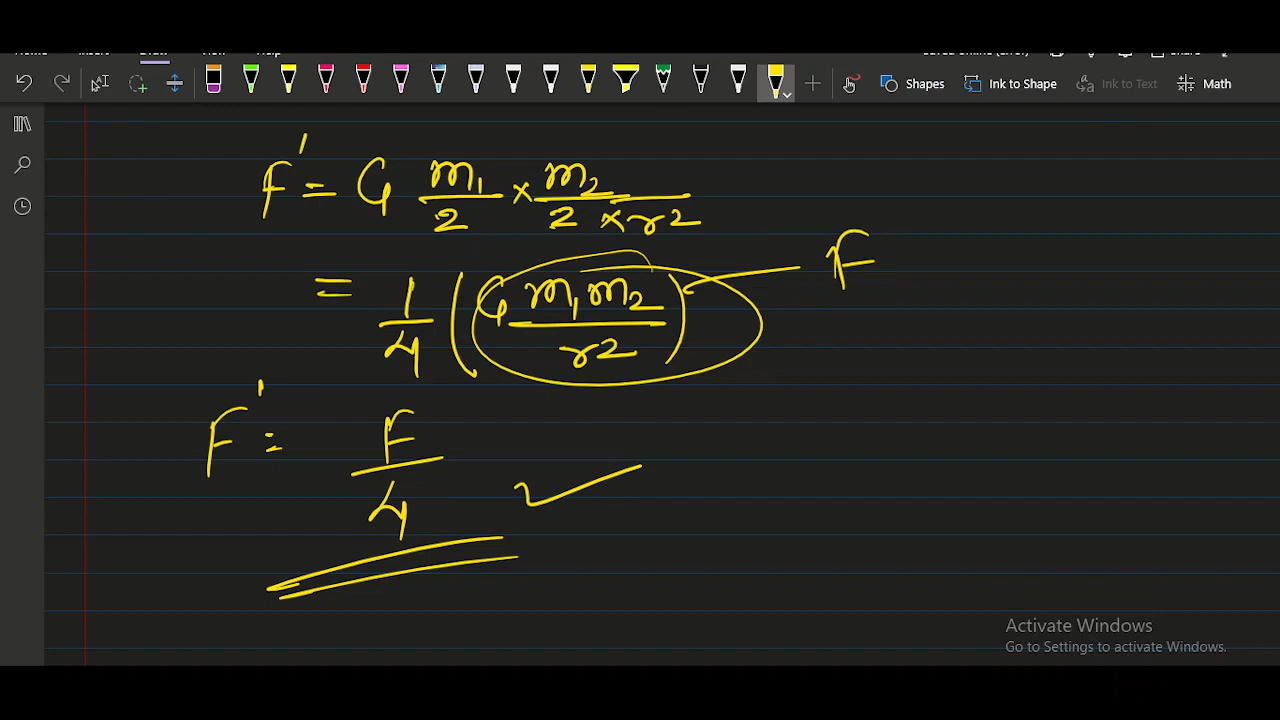 Shapes Ink to Shape Ink to Text Math
F' = G m₁/2 × m₂/2 × 1/r2
= 1/4 (G m₁m₂/r2) F
F' = F/4 ✓
Activate Windows
Go to Settings to activate Windows.